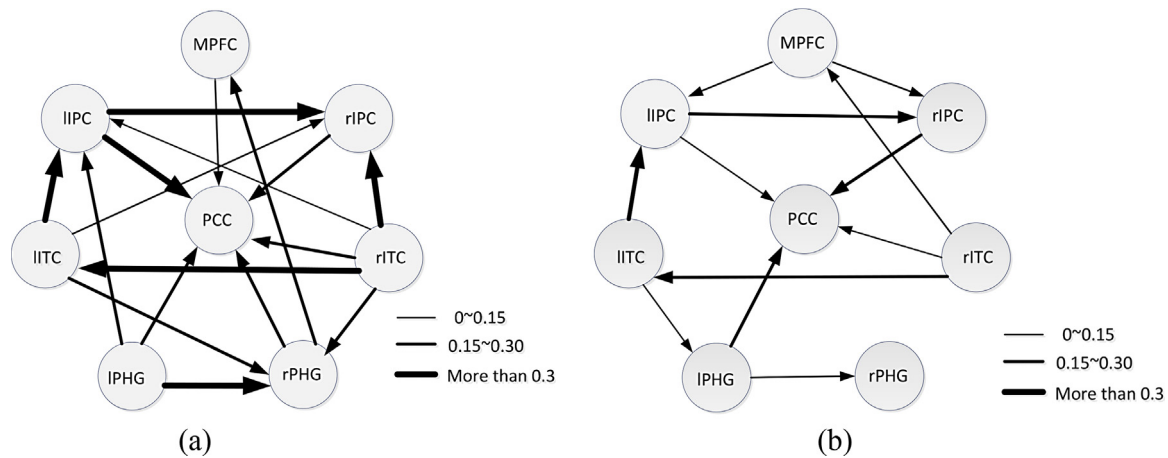 MPFC
lIPC
rIPC
PCC
lITC
rITC
lPHG
rPHG
0~0.15
0.15~0.30
More than 0.3
(a)
MPFC
lIPC
rIPC
PCC
lITC
rITC
lPHG
rPHG
0~0.15
0.15~0.30
More than 0.3
(b)